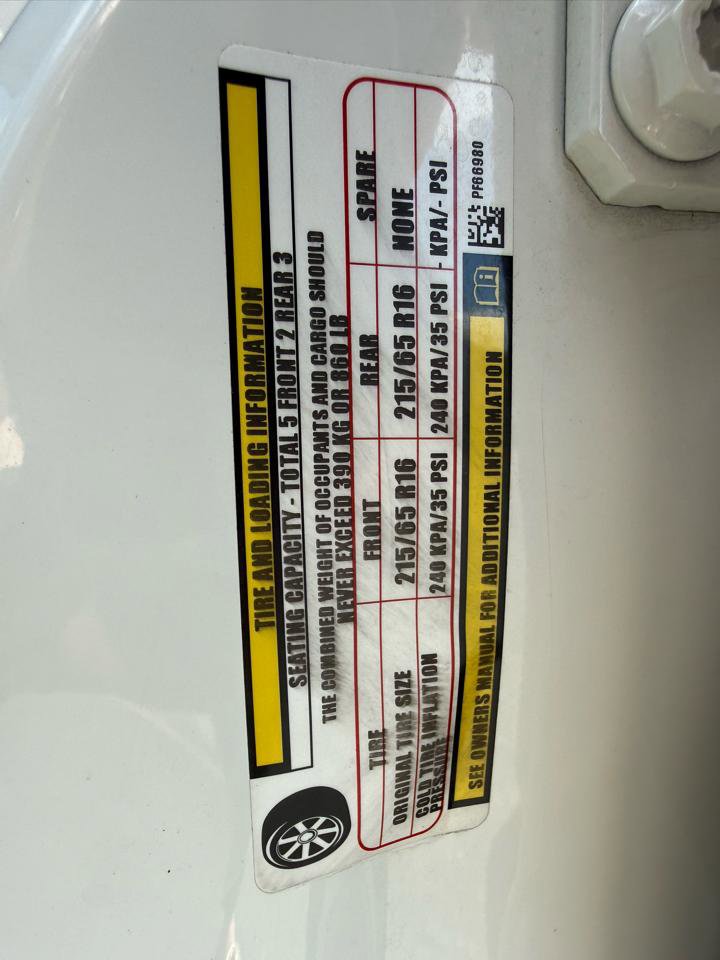 TIRE AND LOADING INFORMATION
SEATING CAPACITY - TOTAL 5 FRONT 2 REAR 3
THE COMBINED WEIGHT OF OCCUPANTS AND CARGO SHOULD
NEVER EXCEED 390 KG OR 860 LB
TIRE FRONT REAR SPARE
ORIGINAL TIRE SIZE 215/65 R16 215/65 R16 NONE
COLD TIRE INFLATION PRESSURE 240 KPA/35 PSI 240 KPA/35 PSI - KPA/- PSI
SEE OWNERS MANUAL FOR ADDITIONAL INFORMATION
PF66980